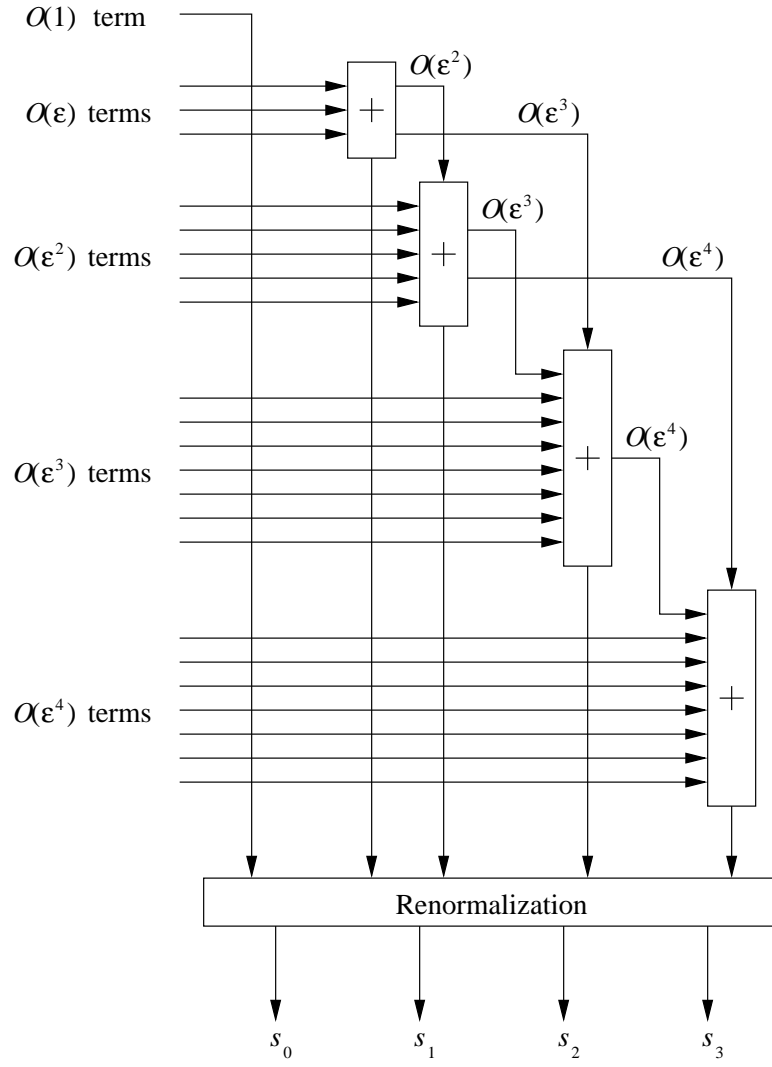 O(1) term
O(ε²)
O(ε) terms
+
O(ε³)
O(ε³)
O(ε²) terms
+
O(ε⁴)
O(ε⁴)
O(ε³) terms
+
O(ε⁴) terms
+
Renormalization
s₀ s₁ s₂ s₃